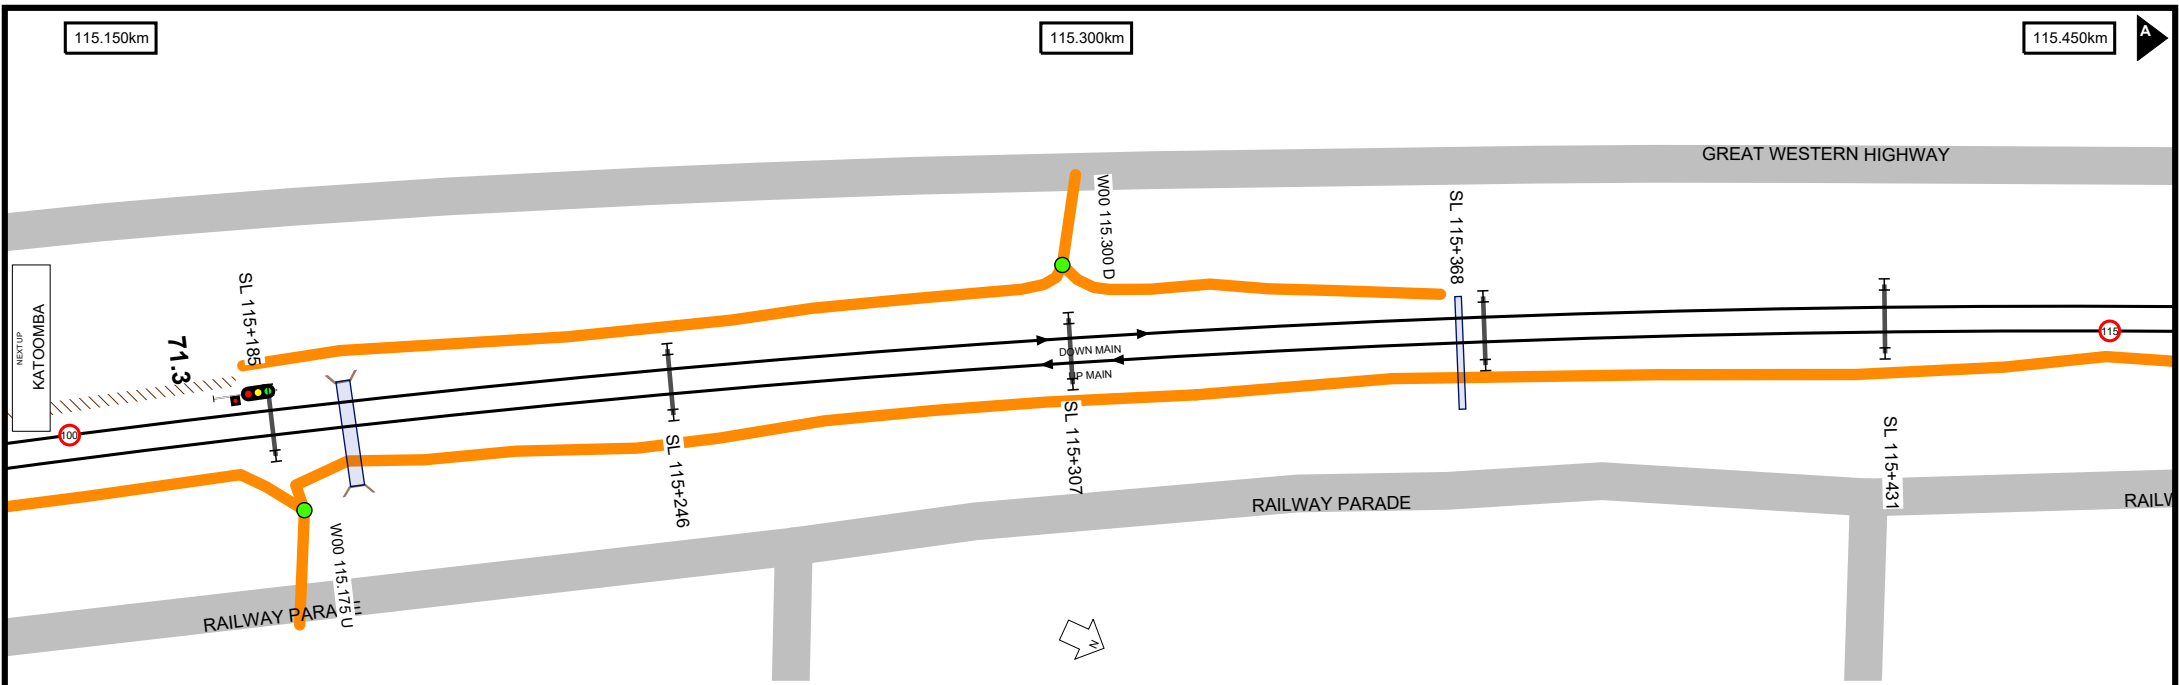 115.150km
115.300km
115.450km
A
GREAT WESTERN HIGHWAY
W00 115.300 D
SL 115+368
SL 115+185
NEXT UP
KATOOMBA
71.3
100
115
DOWN MAIN
UP MAIN
SL 115+246
SL 115+307
SL 115+431
RAILWAY PARADE
RAILW
W00 115.175 U
RAILWAY PARA
N